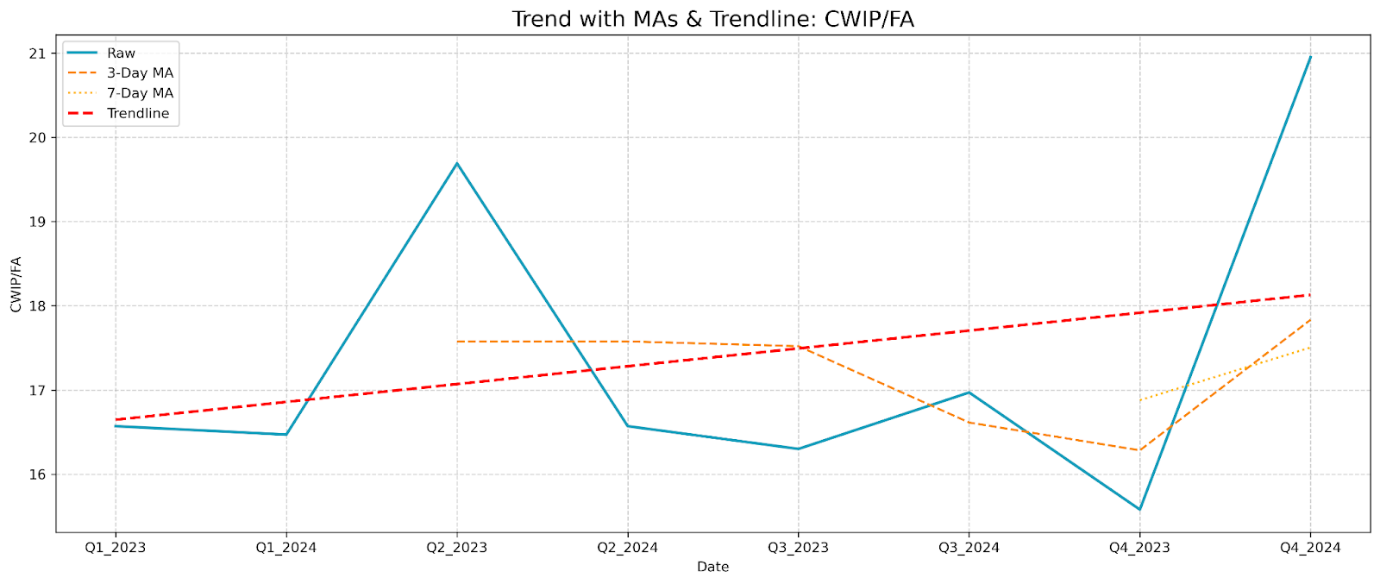 Trend with MAs & Trendline: CWIP/FA
Raw
3-Day MA
7-Day MA
Trendline
21
20
19
18
17
16
CWIP/FA
Q1_2023
Q1_2024
Q2_2023
Q2_2024
Q3_2023
Q3_2024
Q4_2023
Q4_2024
Date